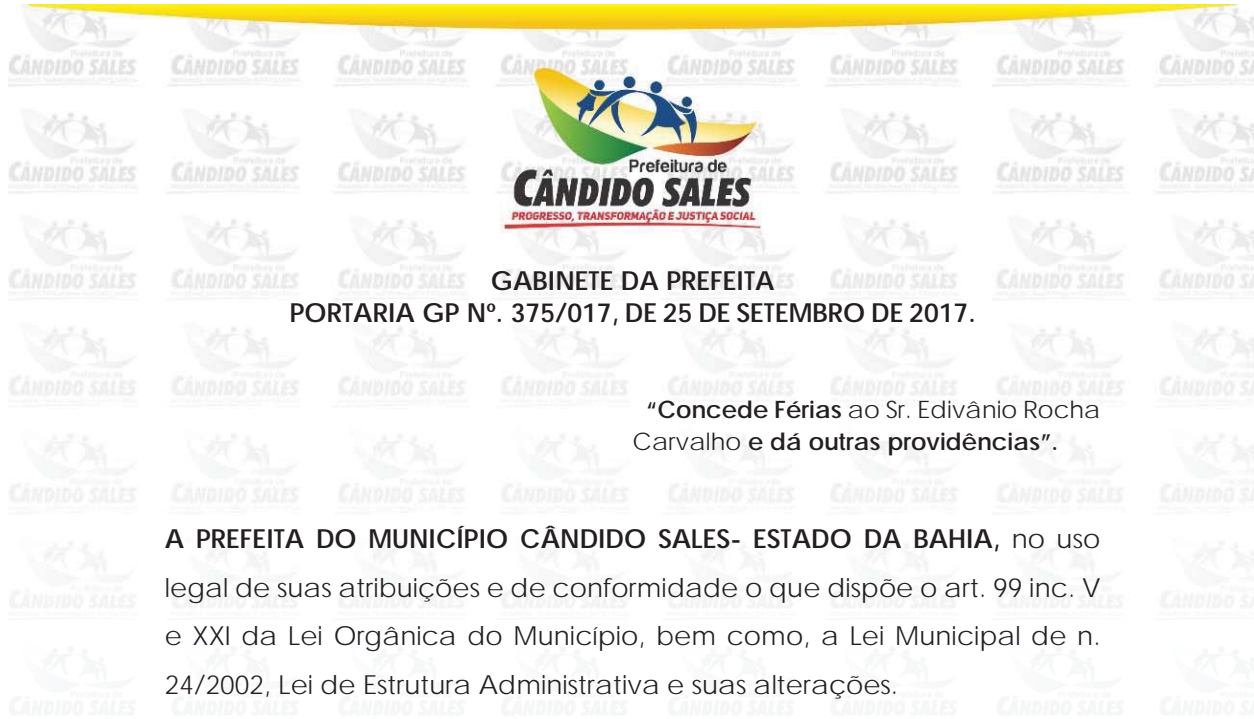 Prefeitura de
CÂNDIDO SALES
PROGRESSO, TRANSFORMAÇÃO E JUSTIÇA SOCIAL
GABINETE DA PREFEITA
PORTARIA GP Nº. 375/017, DE 25 DE SETEMBRO DE 2017.
“Concede Férias ao Sr. Edivânio Rocha
Carvalho e dá outras providências”.
A PREFEITA DO MUNICÍPIO CÂNDIDO SALES- ESTADO DA BAHIA, no uso
legal de suas atribuições e de conformidade o que dispõe o art. 99 inc. V
e XXI da Lei Orgânica do Município, bem como, a Lei Municipal de n.
24/2002, Lei de Estrutura Administrativa e suas alterações.